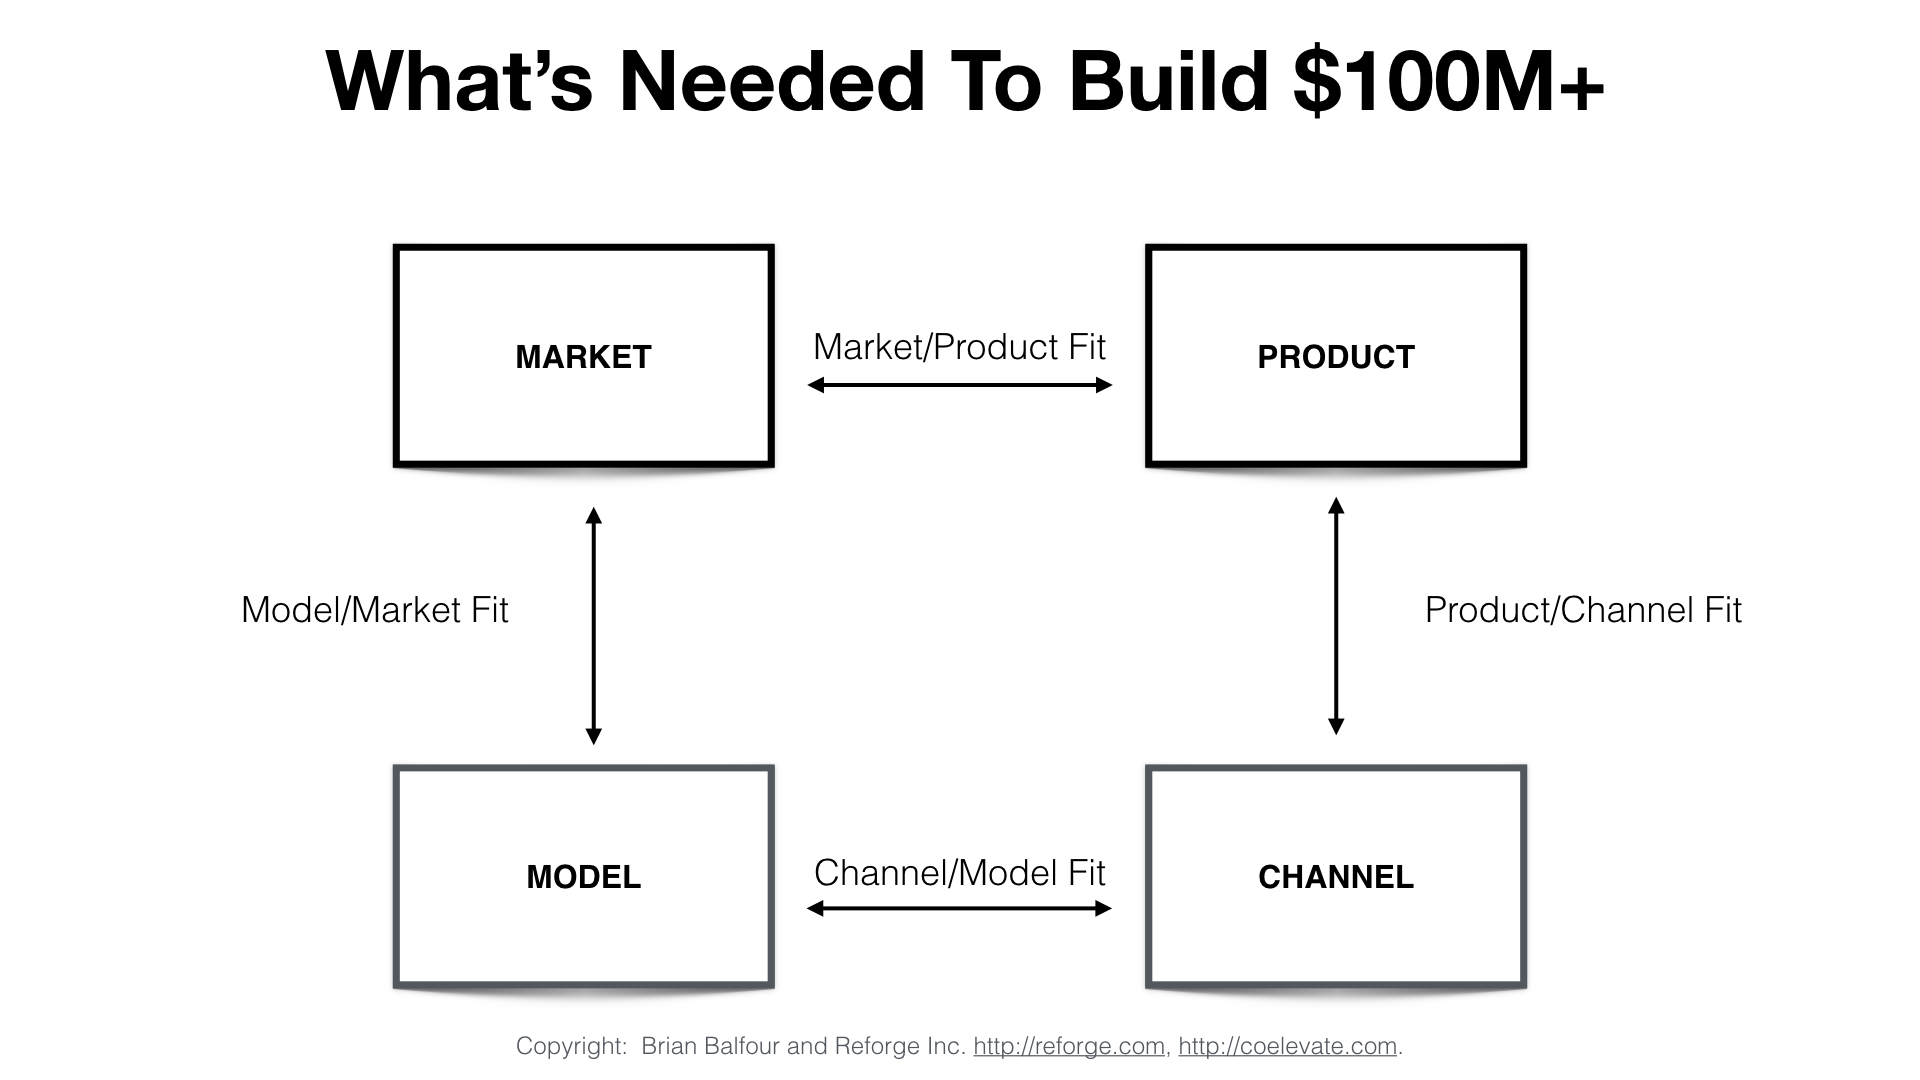 What’s Needed To Build $100M+
MARKET
Market/Product Fit
PRODUCT
Model/Market Fit
Product/Channel Fit
MODEL
Channel/Model Fit
CHANNEL
Copyright:  Brian Balfour and Reforge Inc. http://reforge.com, http://coelevate.com.